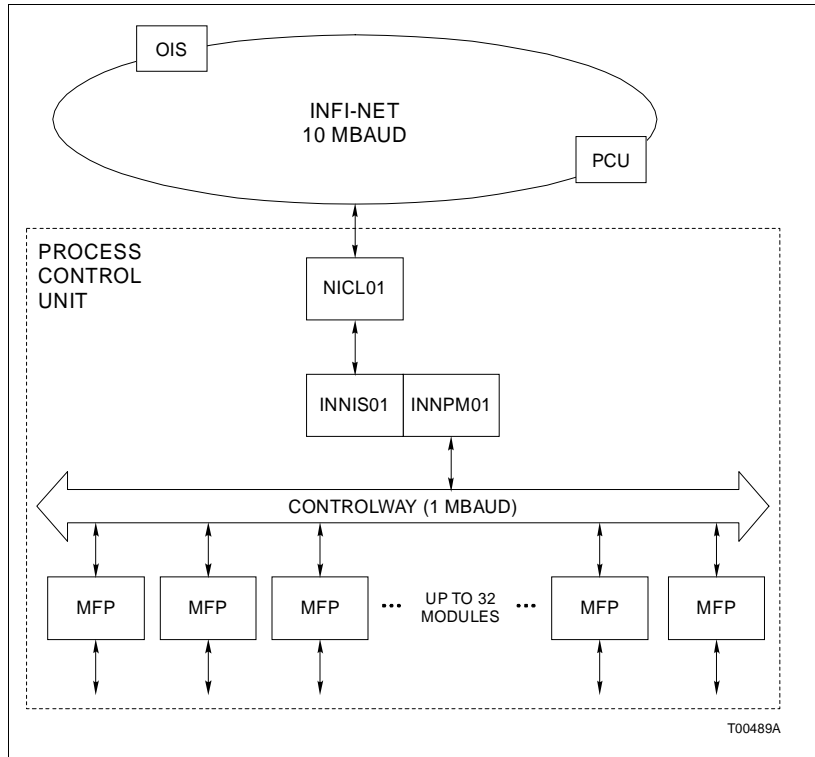 OIS
INFI-NET
10 MBAUD
PCU
PROCESS
CONTROL
UNIT
NICL01
INNIS01 INNPM01
CONTROLWAY (1 MBAUD)
MFP MFP MFP ••• UP TO 32 ••• MFP MFP
MODULES
T00489A